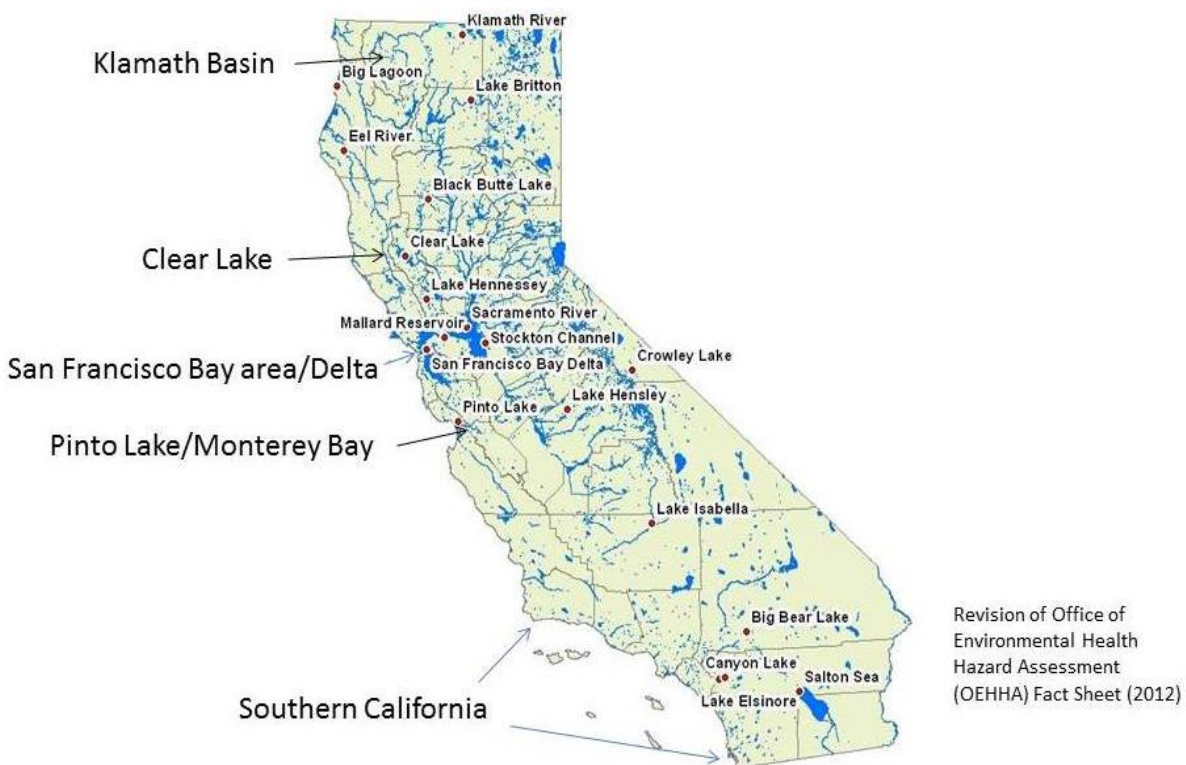 Klamath River
Klamath Basin
Big Lagoon
Lake Britton
Eel River.
Black Butte Lake
Clear Lake
Clear Lake
Lake Hennessey
Sacramento River
Mallard Reservoir
Stockton Channel
San Francisco Bay area/Delta
San Francisco Bay Delta
Crowley Lake
Lake Hensley
Pinto Lake
Pinto Lake/Monterey Bay
Lake Isabella
Big Bear Lake
Revision of Office of
Environmental Health
Hazard Assessment
(OEHHA) Fact Sheet (2012)
Canyon Lake
Salton Sea
Lake Elsinore
Southern California